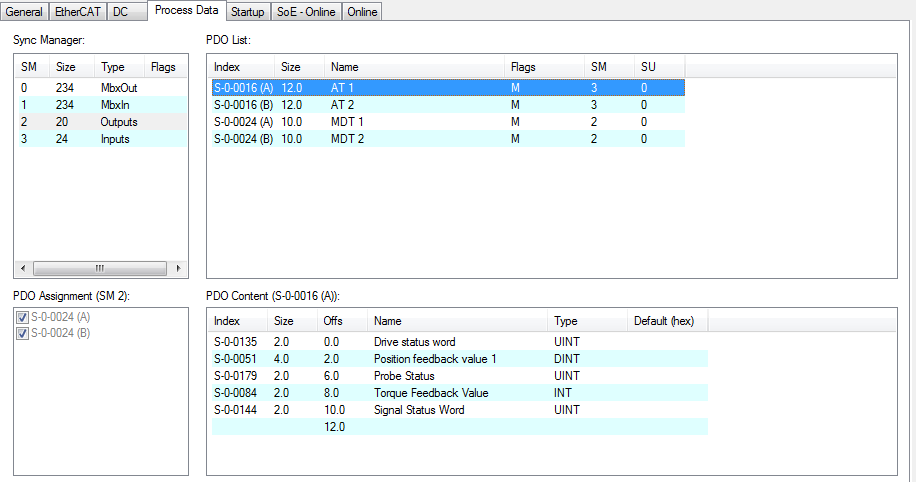 General EtherCAT DC Process Data Startup SoE - Online Online
Sync Manager:
SM Size Type Flags
0 234 MbxOut
1 234 MbxIn
2 20 Outputs
3 24 Inputs
PDO List:
Index Size Name Flags SM SU
S-0-0016 (A) 12.0 AT 1 M 3 0
S-0-0016 (B) 12.0 AT 2 M 3 0
S-0-0024 (A) 10.0 MDT 1 M 2 0
S-0-0024 (B) 10.0 MDT 2 M 2 0
PDO Assignment (SM 2):
S-0-0024 (A)
S-0-0024 (B)
PDO Content (S-0-0016 (A)):
Index Size Offs Name Type Default (hex)
S-0-0135 2.0 0.0 Drive status word UINT
S-0-0051 4.0 2.0 Position feedback value 1 DINT
S-0-0179 2.0 6.0 Probe Status UINT
S-0-0084 2.0 8.0 Torque Feedback Value INT
S-0-0144 2.0 10.0 Signal Status Word UINT
12.0